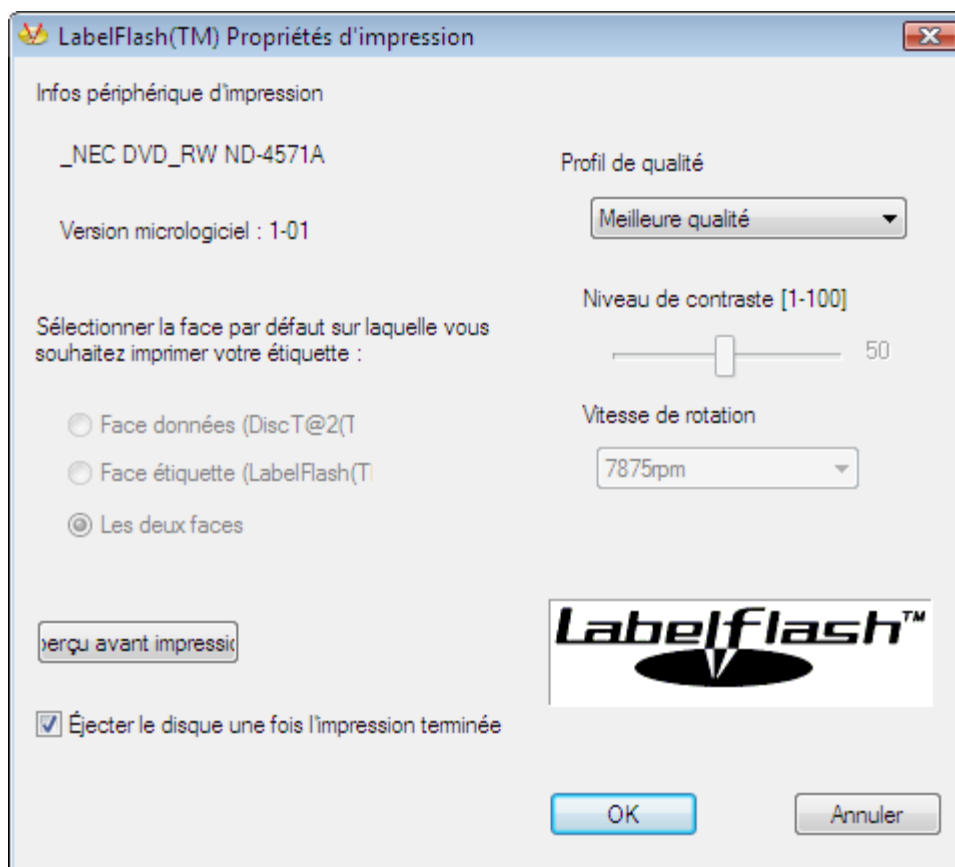 LabelFlash(TM) Propriétés d'impression
Infos périphérique d'impression
_NEC DVD_RW ND-4571A
Version micrologiciel : 1-01
Sélectionner la face par défaut sur laquelle vous
souhaitez imprimer votre étiquette :
Face données (DiscT@2(T
Face étiquette (LabelFlash(T
Les deux faces
perçu avant impressio
Éjecter le disque une fois l'impression terminée
Profil de qualité
Meilleure qualité
Niveau de contraste [1-100]
50
Vitesse de rotation
7875rpm
Labelflash™
OK
Annuler